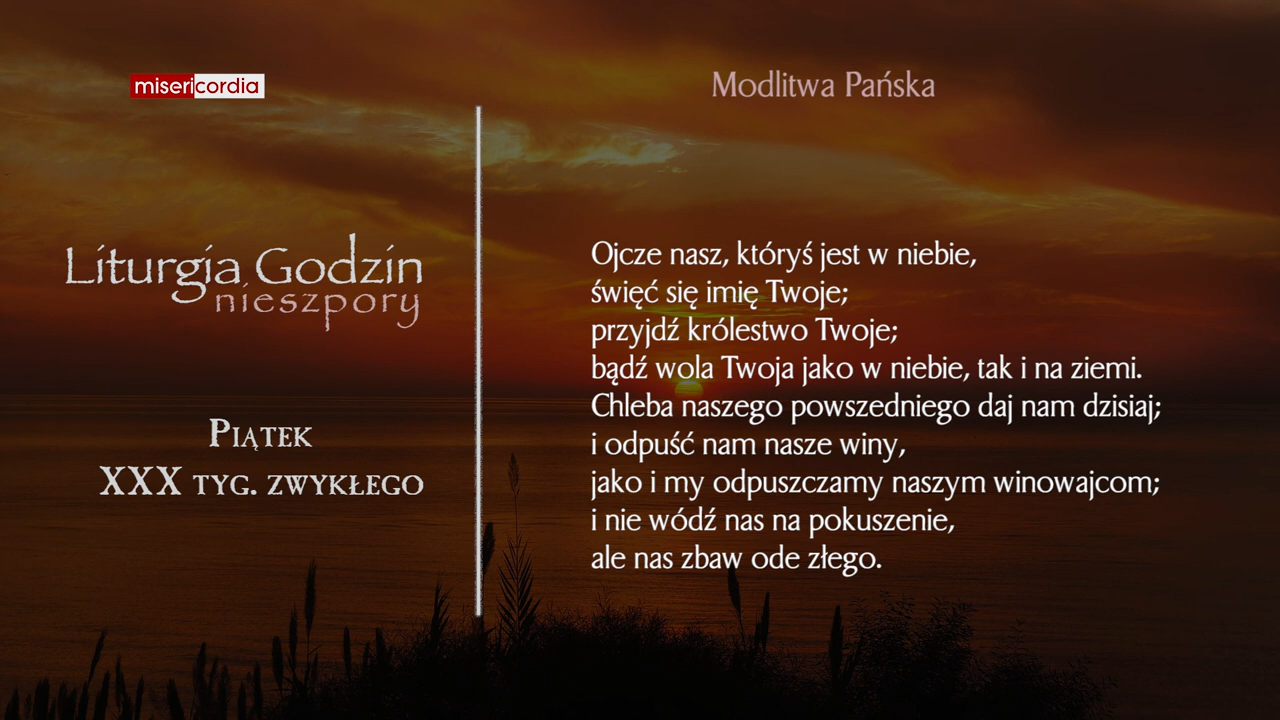 misericordia
Liturgia Godzin
nieszpory
Piątek
XXX tyg. zwykłego
Modlitwa Pańska
Ojcze nasz, któryś jest w niebie,
święć się imię Twoje;
przyjdź królestwo Twoje;
bądź wola Twoja jako w niebie, tak i na ziemi.
Chleba naszego powszedniego daj nam dzisiaj;
i odpuść nam nasze winy,
jako i my odpuszczamy naszym winowajcom;
i nie wódź nas na pokuszenie,
ale nas zbaw ode złego.